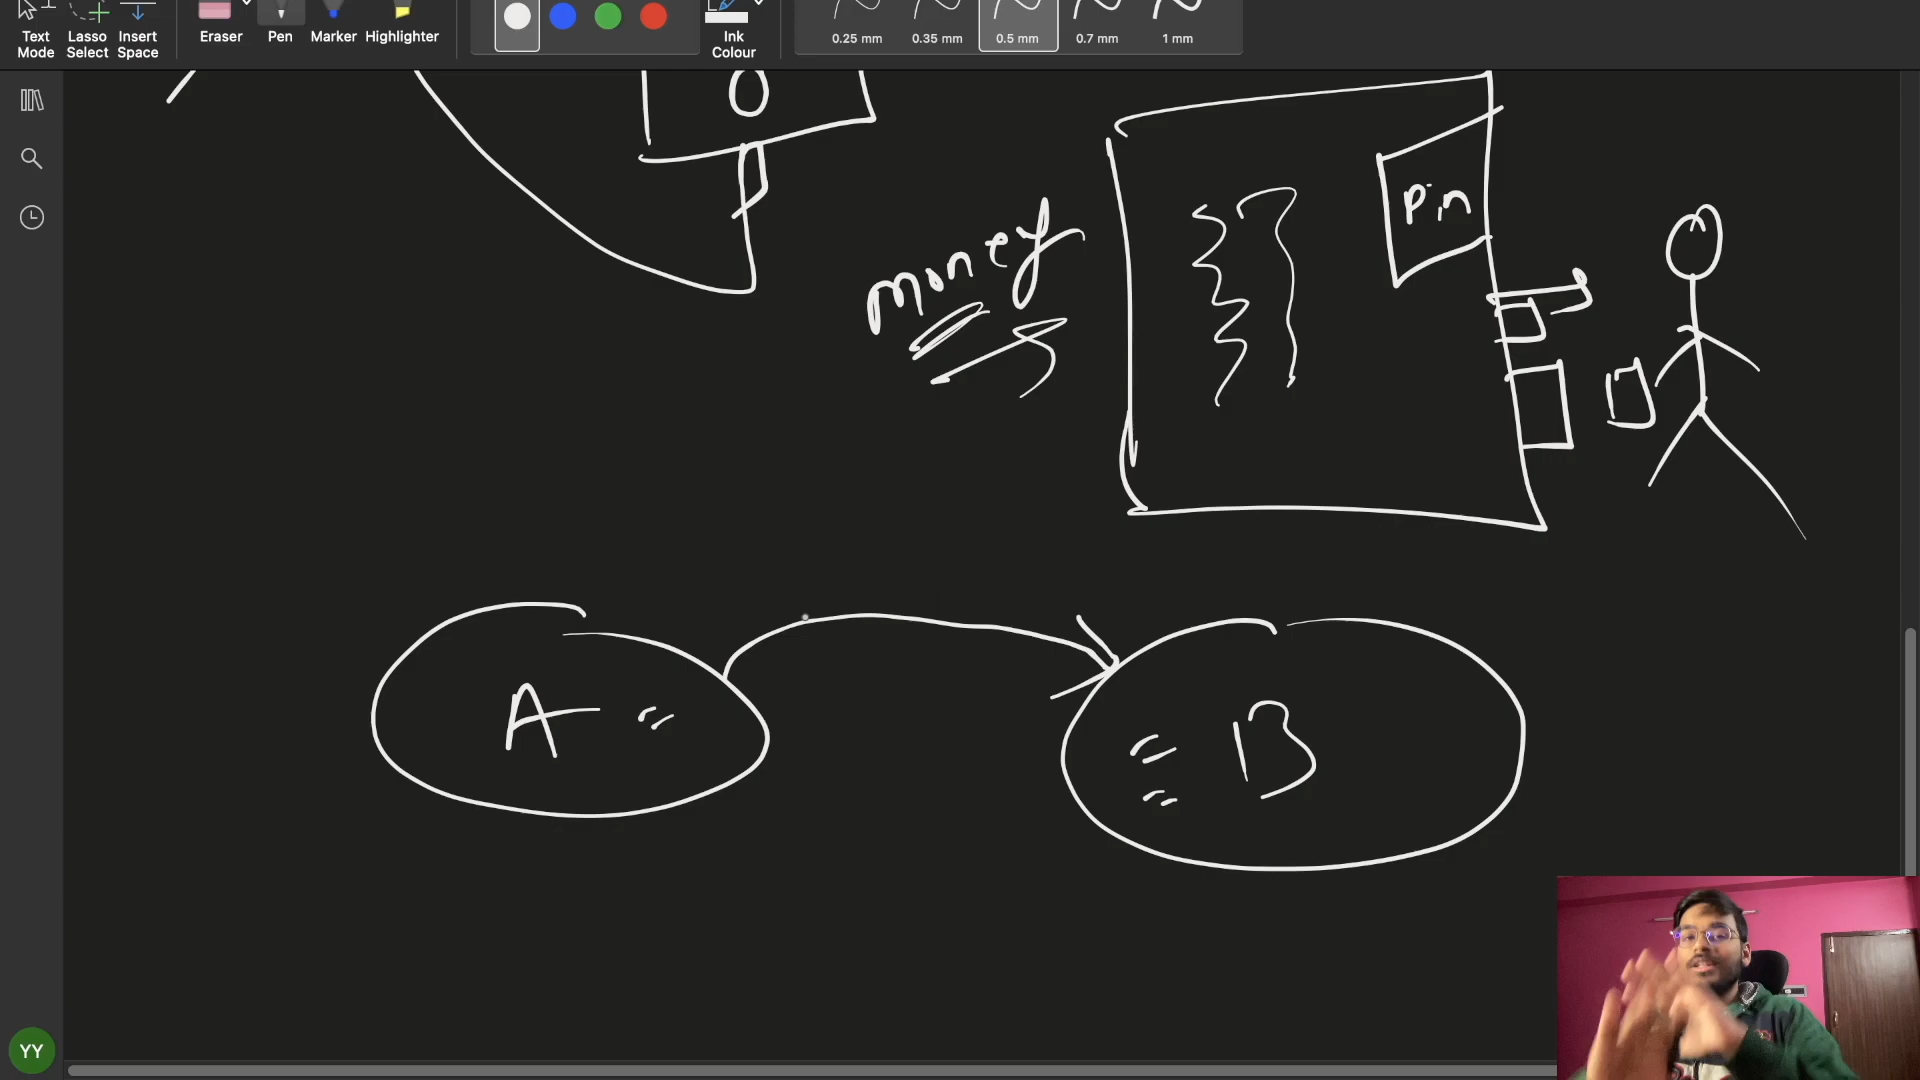 Text
Mode
Lasso
Select
Insert
Space
Eraser
Pen
Marker
Highlighter
Ink
Colour
0.25 mm
0.35 mm
0.5 mm
0.7 mm
1 mm
Pin
money
A
B
YY